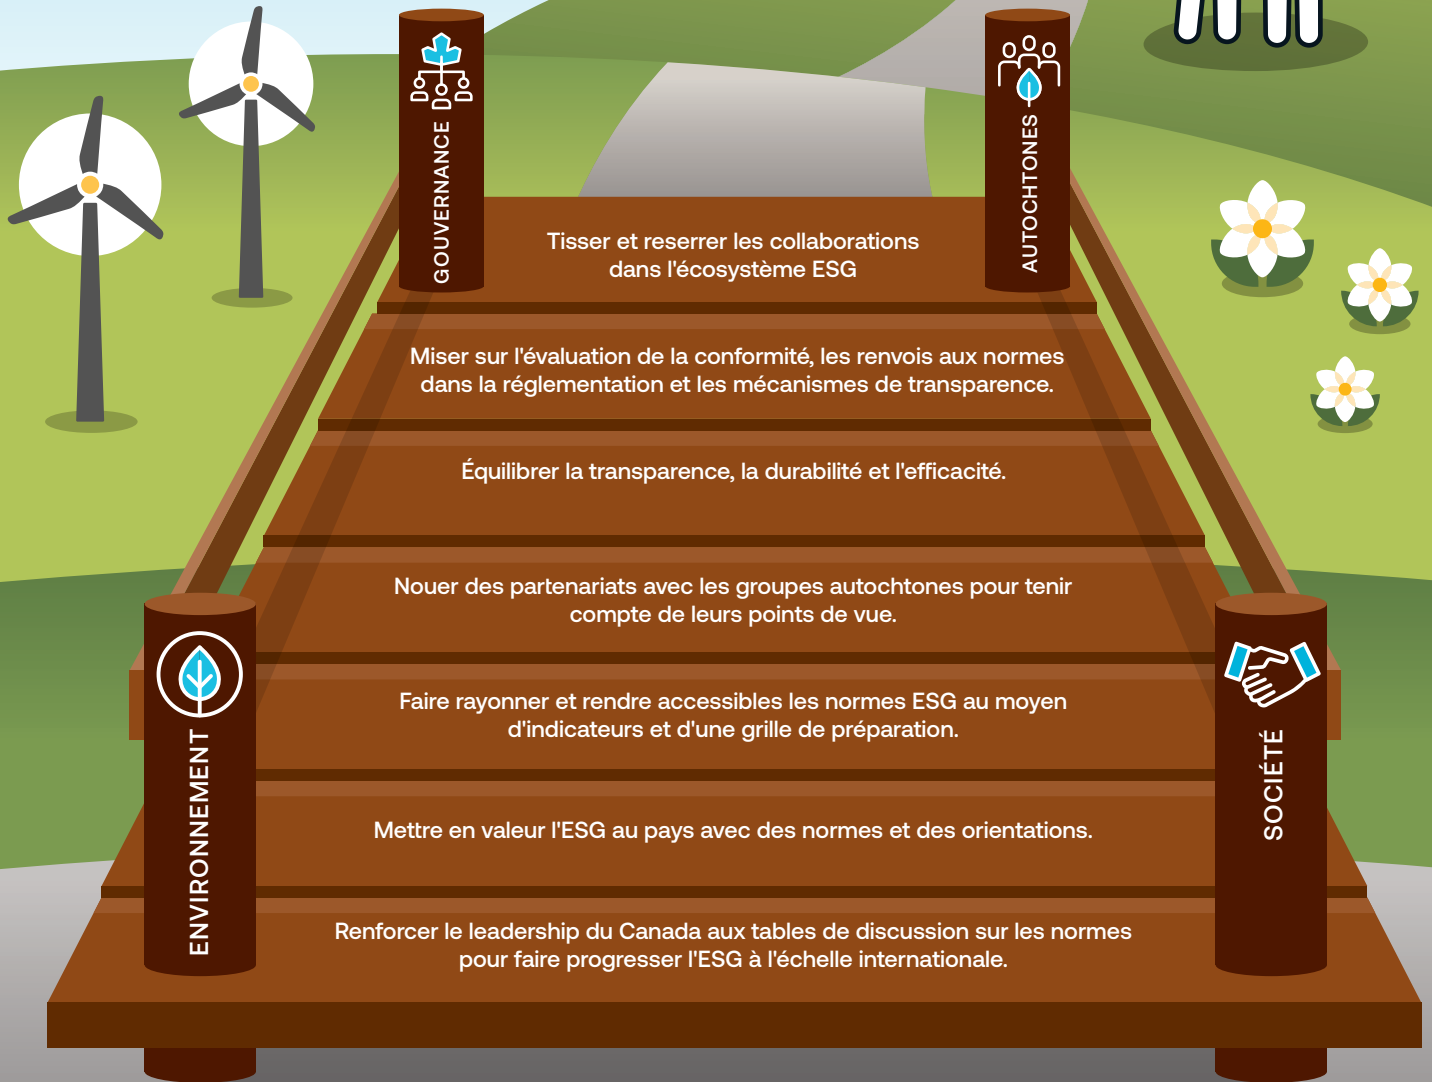 GOUVERNANCE
AUTOCHTONES
Tisser et reserrer les collaborations
dans l'écosystème ESG
Miser sur l'évaluation de la conformité, les renvois aux normes
dans la réglementation et les mécanismes de transparence.
Équilibrer la transparence, la durabilité et l'efficacité.
Nouer des partenariats avec les groupes autochtones pour tenir
compte de leurs points de vue.
ENVIRONNEMENT
SOCIÉTÉ
Faire rayonner et rendre accessibles les normes ESG au moyen
d'indicateurs et d'une grille de préparation.
Mettre en valeur l'ESG au pays avec des normes et des orientations.
Renforcer le leadership du Canada aux tables de discussion sur les normes
pour faire progresser l'ESG à l'échelle internationale.